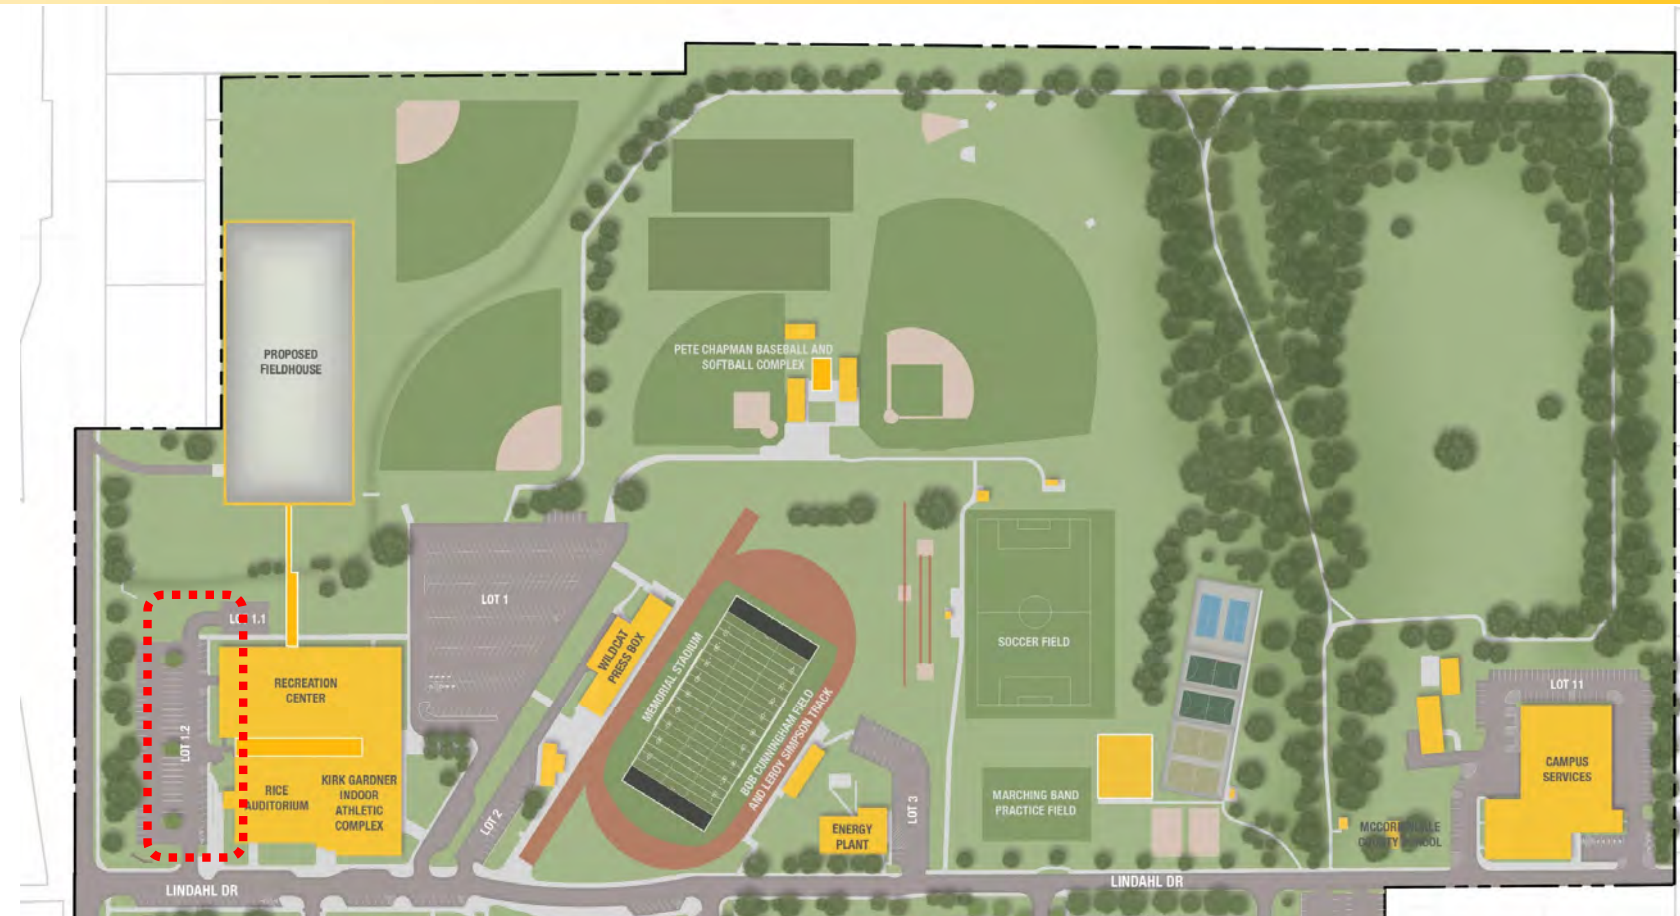 PROPOSED
FIELDHOUSE
PETE CHAPMAN BASEBALL AND
SOFTBALL COMPLEX
LOT 1
LOT 1.1
LOT 1.2
RECREATION
CENTER
RICE
AUDITORIUM
KIRK GARDNER
INDOOR
ATHLETIC
COMPLEX
LOT 2
WILDCAT
PRESS BOX
MEMORIAL STADIUM
BOB CUNNINGHAM FIELD
AND LEROY SIMPSON TRACK
SOCCER FIELD
MARCHING BAND
PRACTICE FIELD
ENERGY
PLANT
LOT 3
LOT 11
CAMPUS
SERVICES
COUNTY SCHOOL
LINDAHL DR
LINDAHL DR